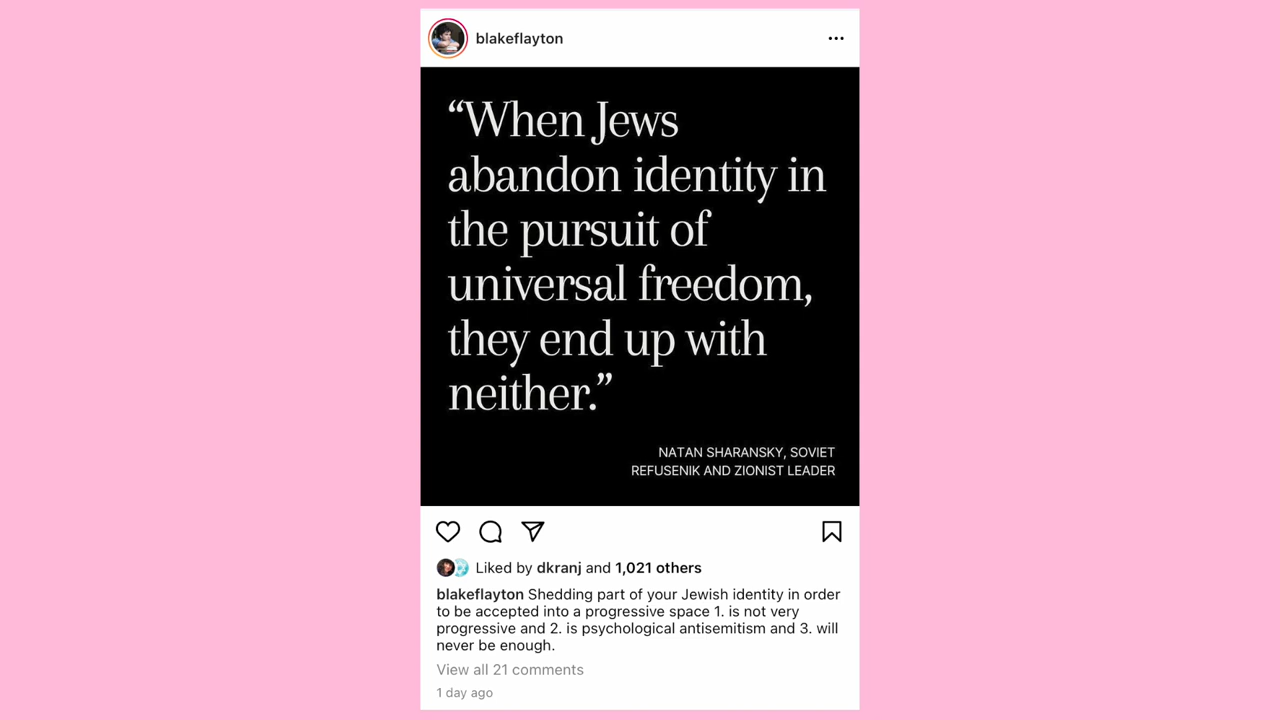 blakeflayton
“When Jews
abandon identity in
the pursuit of
universal freedom,
they end up with
neither.”
NATAN SHARANSKY, SOVIET
REFUSENIK AND ZIONIST LEADER
Liked by dkranj and 1,021 others
blakeflayton Shedding part of your Jewish identity in order
to be accepted into a progressive space 1. is not very
progressive and 2. is psychological antisemitism and 3. will
never be enough.
View all 21 comments
1 day ago